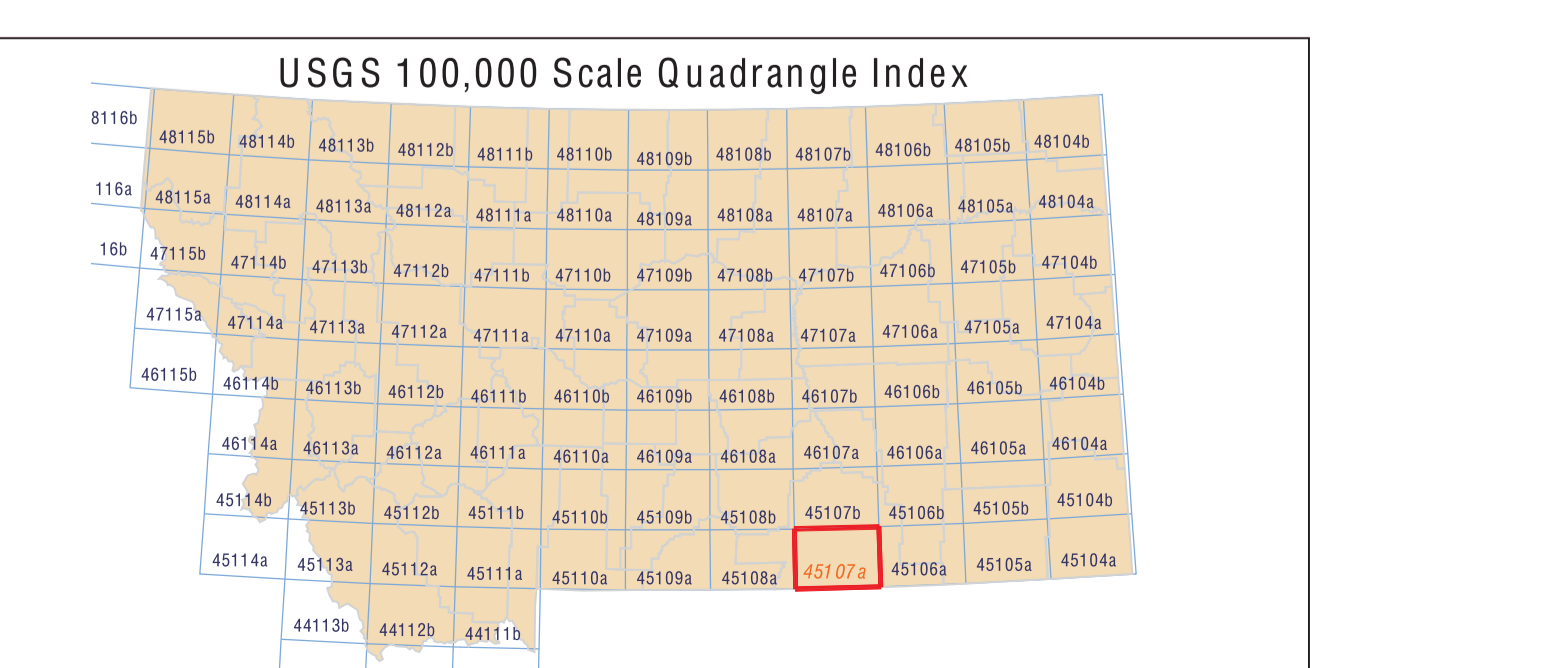 USGS 100,000 Scale Quadrangle Index
8116b 48115b 48114b 48113b 48112b 48111b 48110b 48109b 48108b 48107b 48106b 48105b 48104b
116a 48115a 48114a 48113a 48112a 48111a 48110a 48109a 48108a 48107a 48106a 48105a 48104a
16b 47115b 47114b 47113b 47112b 47111b 47110b 47109b 47108b 47107b 47106b 47105b 47104b
47115a 47114a 47113a 47112a 47111a 47110a 47109a 47108a 47107a 47106a 47105a 47104a
46115b 46114b 46113b 46112b 46111b 46110b 46109b 46108b 46107b 46106b 46105b 46104b
46114a 46113a 46112a 46111a 46110a 46109a 46108a 46107a 46106a 46105a 46104a
45114b 45113b 45112b 45111b 45110b 45109b 45108b 45107b 45106b 45105b 45104b
45114a 45113a 45112a 45111a 45110a 45109a 45108a 45107a 45106a 45105a 45104a
44113b 44112b 44111b